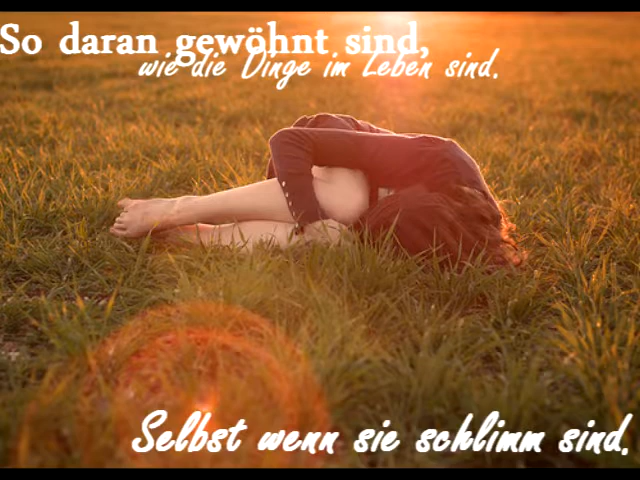 So daran gewöhnt sind,
wie die Dinge im Leben sind.
Selbst wenn sie schlimm sind.